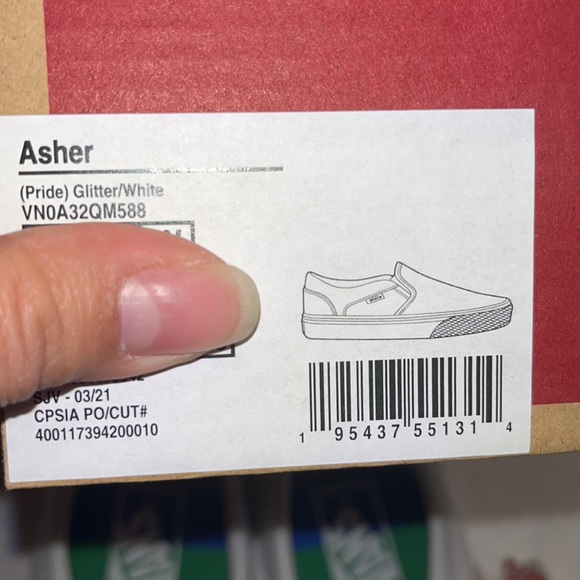 Asher
(Pride) Glitter/White
VN0A32QM588
SJV - 03/21
CPSIA PO/CUT#
400117394200010
1 95437 55131 4